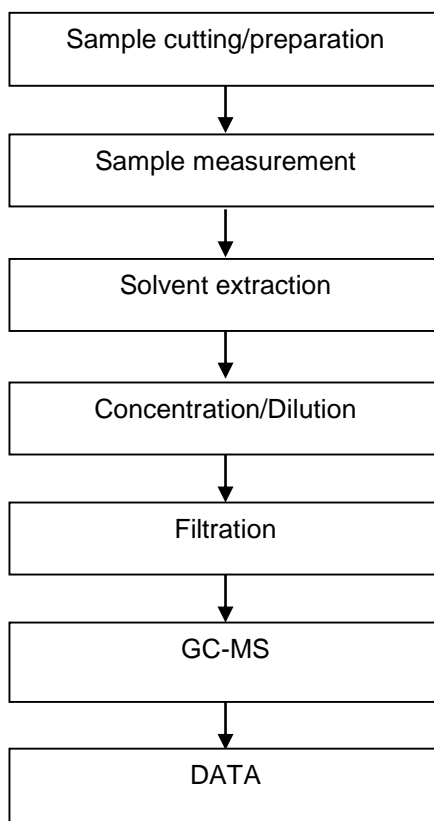 Sample cutting/preparation
Sample measurement
Solvent extraction
Concentration/Dilution
Filtration
GC-MS
DATA